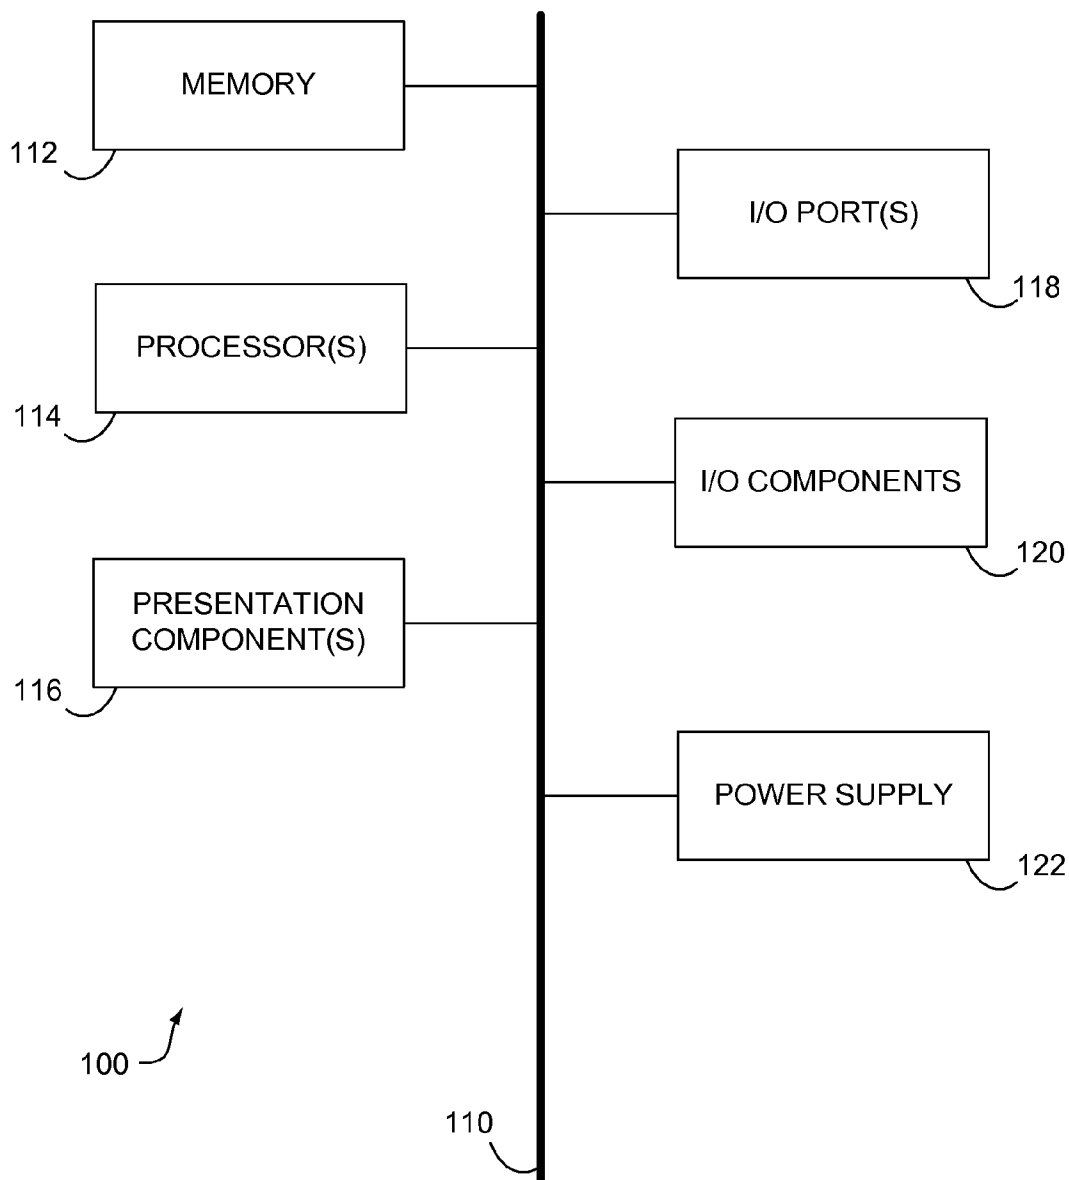 MEMORY
112
I/O PORT(S)
118
PROCESSOR(S)
114
I/O COMPONENTS
120
PRESENTATION
COMPONENT(S)
116
POWER SUPPLY
122
100
110